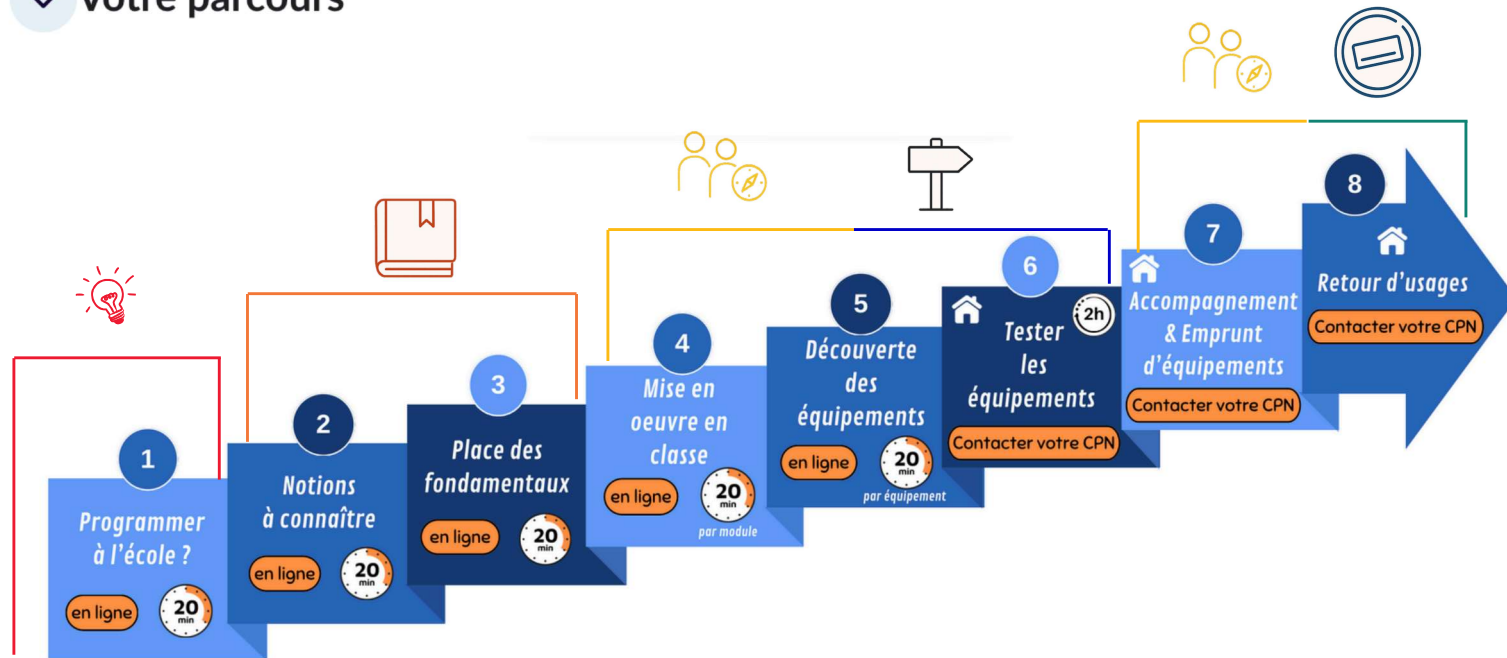 Votre parcours
1
Programmer
à l'école ?
en ligne
20
min
2
Notions
à connaître
en ligne
20
min
3
Place des
fondamentaux
en ligne
20
min
4
Mise en
oeuvre en
classe
en ligne
20
min
par module
5
Découverte
des
équipements
en ligne
20
min
par équipement
6
2h
Tester
les
équipements
Contacter votre CPN
7
Accompagnement
& Emprunt
d'équipements
Contacter votre CPN
8
Retour d'usages
Contacter votre CPN